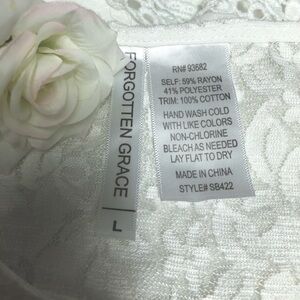 FORGOTTEN GRACE
L
RN# 93682
SELF: 59% RAYON
41% POLYESTER
TRIM: 100% COTTON
HAND WASH COLD
WITH LIKE COLORS
NON-CHLORINE
BLEACH AS NEEDED
LAY FLAT TO DRY
MADE IN CHINA
STYLE# SB422